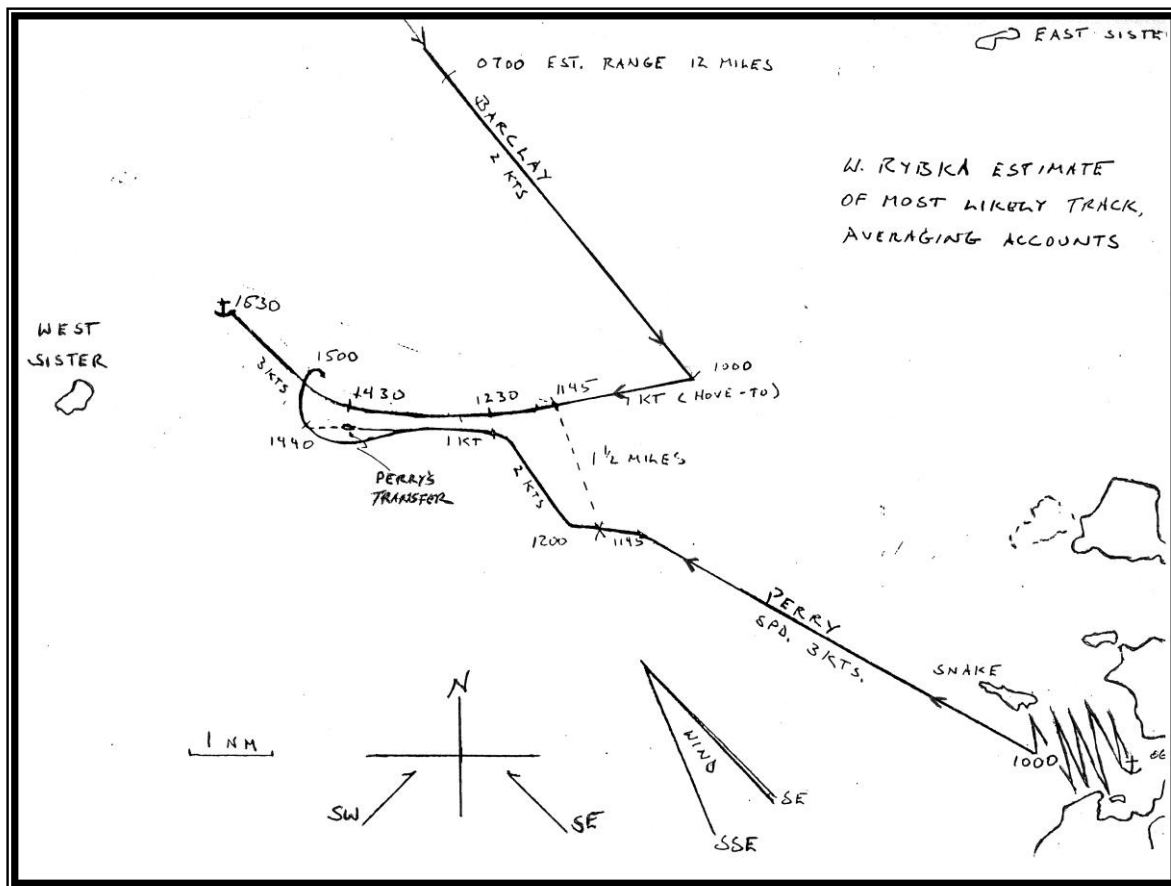 EAST SISTE
0700 EST. RANGE 12 MILES
BARCLAY
2 KTS
W. RYBKA ESTIMATE
OF MOST LIKELY TRACK,
AVERAGING ACCOUNTS
1630
WEST
SISTER
1500
3 KTS.
1430
1230
1145
1000
1 KT (HOVE-TO)
1440
1 KT
PERRY'S
TRANSFER
2 KTS
1 ½ MILES
1200
1145
PERRY
SPD. 3 KTS.
SNAKE
1000
1 NM
N
SW
SE
WIND
SE
SSE